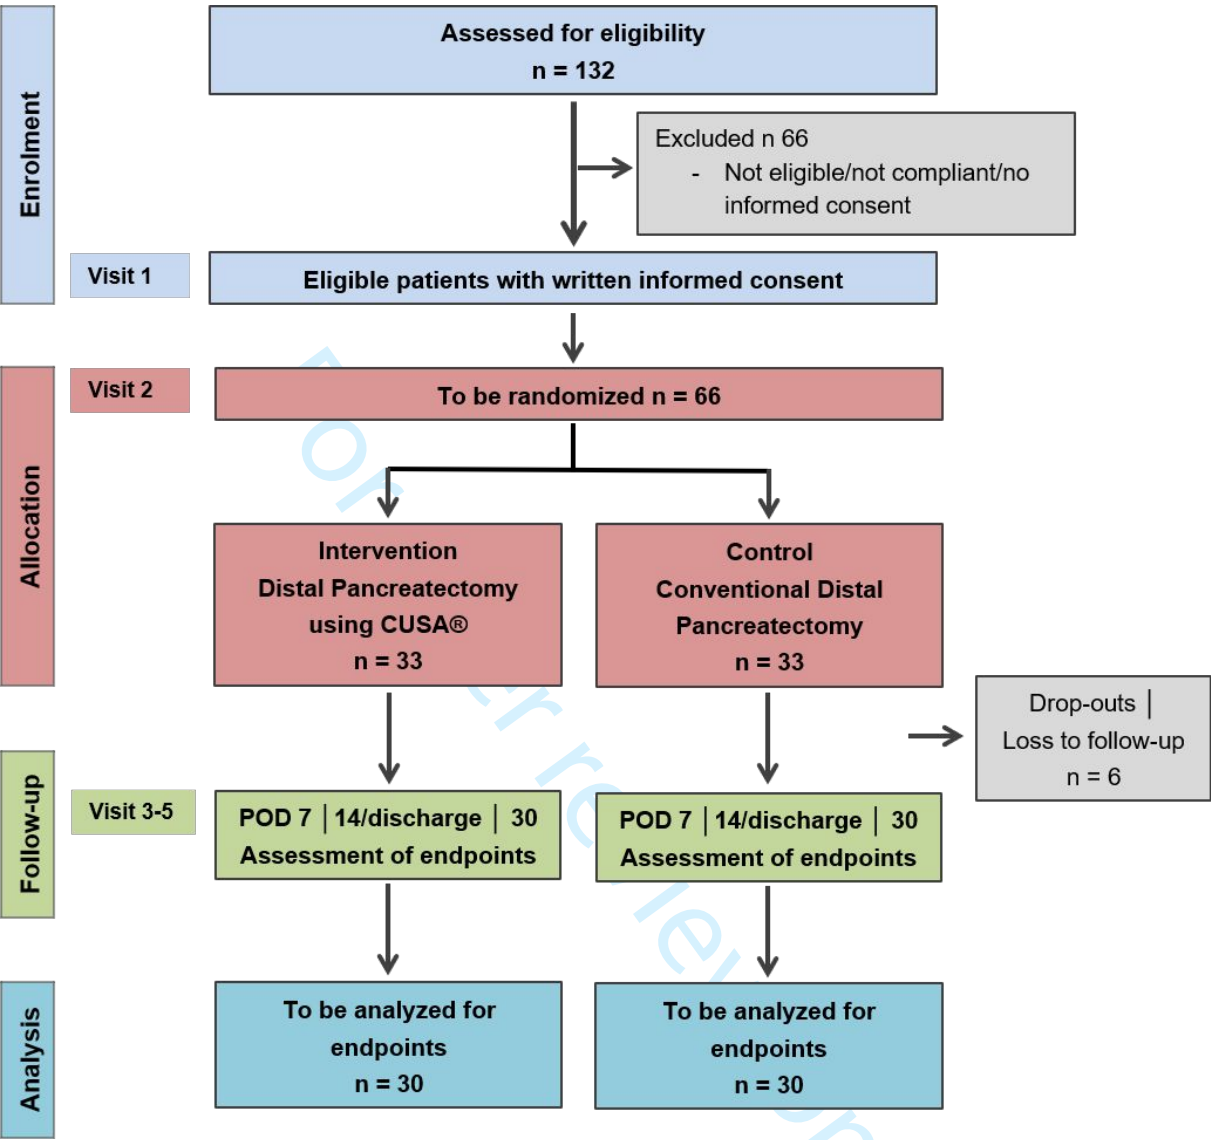 Enrolment
Assessed for eligibility
n = 132
Excluded n 66
- Not eligible/not compliant/no
informed consent
Visit 1
Eligible patients with written informed consent
Allocation
Visit 2
To be randomized n = 66
Intervention
Distal Pancreatectomy
using CUSA®
n = 33
Control
Conventional Distal
Pancreatectomy
n = 33
Drop-outs |
Loss to follow-up
n = 6
Follow-up
Visit 3-5
POD 7 | 14/discharge | 30
Assessment of endpoints
POD 7 | 14/discharge | 30
Assessment of endpoints
Analysis
To be analyzed for
endpoints
n = 30
To be analyzed for
endpoints
n = 30